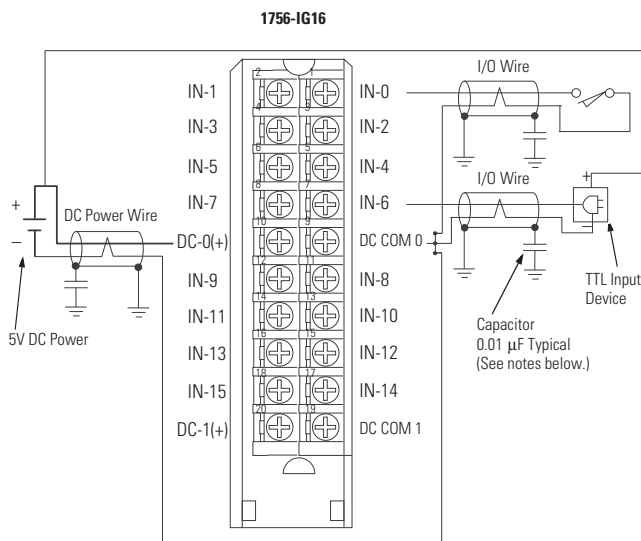 1756-IG16
I/O Wire
2 1
IN-1 IN-0
4 3
IN-3 IN-2
6 5
IN-5 IN-4
8 7
IN-7 IN-6
I/O Wire
+
+
DC Power Wire
10 9
DC-0(+) DC COM 0
−
−
12 11
IN-9 IN-8
TTL Input
Device
14 13
IN-11 IN-10
5V DC Power
Capacitor
0.01 µF Typical
(See notes below.)
16 15
IN-13 IN-12
18 17
IN-15 IN-14
20 19
DC-1(+) DC COM 1